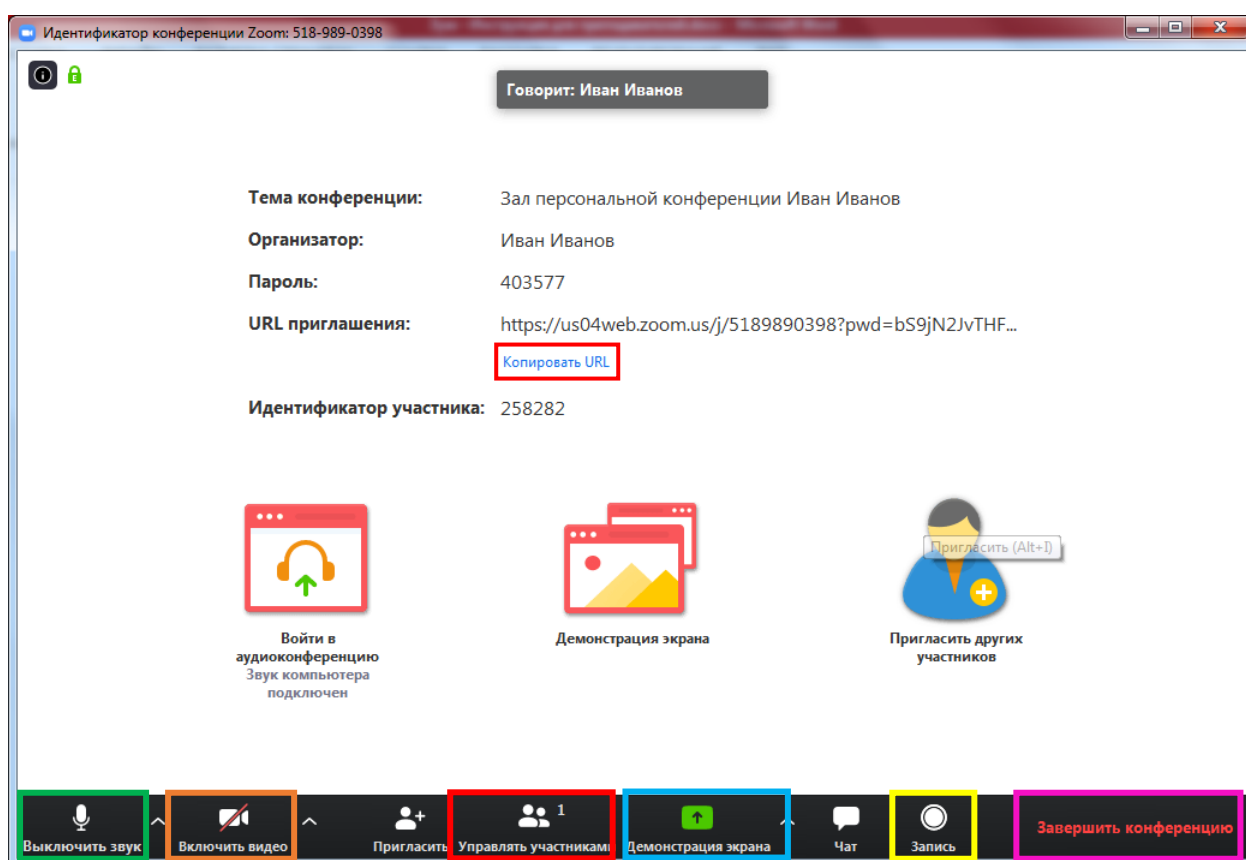 Идентификатор конференции Zoom: 518-989-0398
Говорит: Иван Иванов
Тема конференции: Зал персональной конференции Иван Иванов
Организатор: Иван Иванов
Пароль: 403577
URL приглашения: https://us04web.zoom.us/j/5189890398?pwd=bS9jN2JvTHF...
Копировать URL
Идентификатор участника: 258282
Пригласить (Alt+I)
Войти в
аудиоконференцию
Звук компьютера
подключен
Демонстрация экрана
Пригласить других
участников
1
Выключить звук Включить видео Пригласить Управлять участниками Демонстрация экрана Чат Запись Завершить конференцию